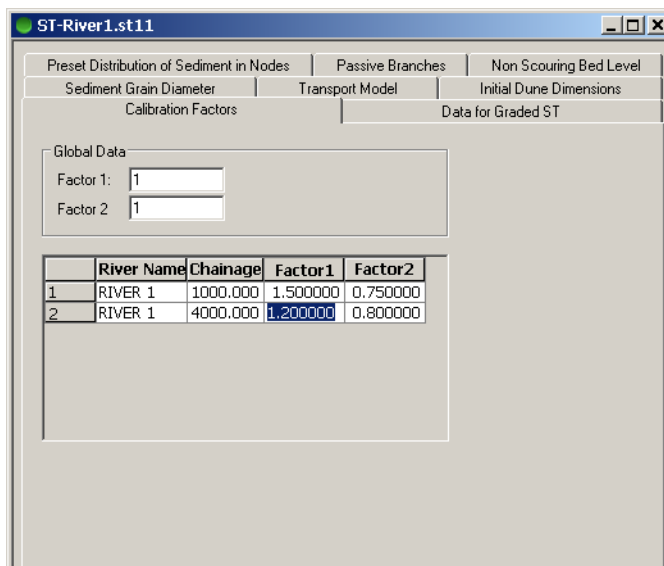 ST-River1.st11
Preset Distribution of Sediment in Nodes Passive Branches Non Scouring Bed Level
Sediment Grain Diameter Transport Model Initial Dune Dimensions
Calibration Factors Data for Graded ST
Global Data
Factor 1: 1
Factor 2 1
River Name Chainage Factor1 Factor2
1 RIVER 1 1000.000 1.500000 0.750000
2 RIVER 1 4000.000 1.200000 0.800000